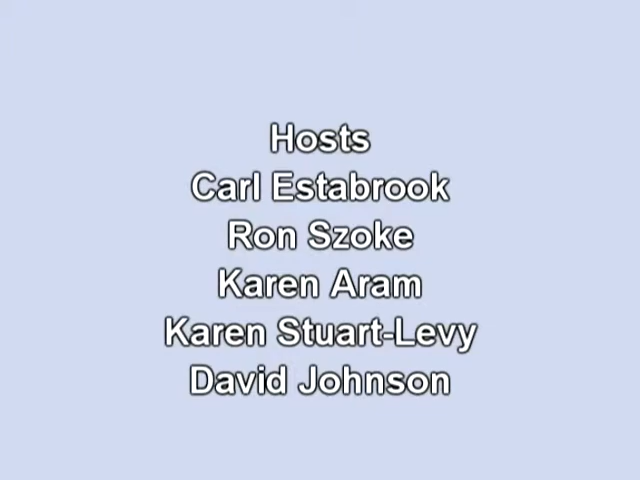 Hosts
Carl Estabrook
Ron Szoke
Karen Aram
Karen Stuart-Levy
David Johnson